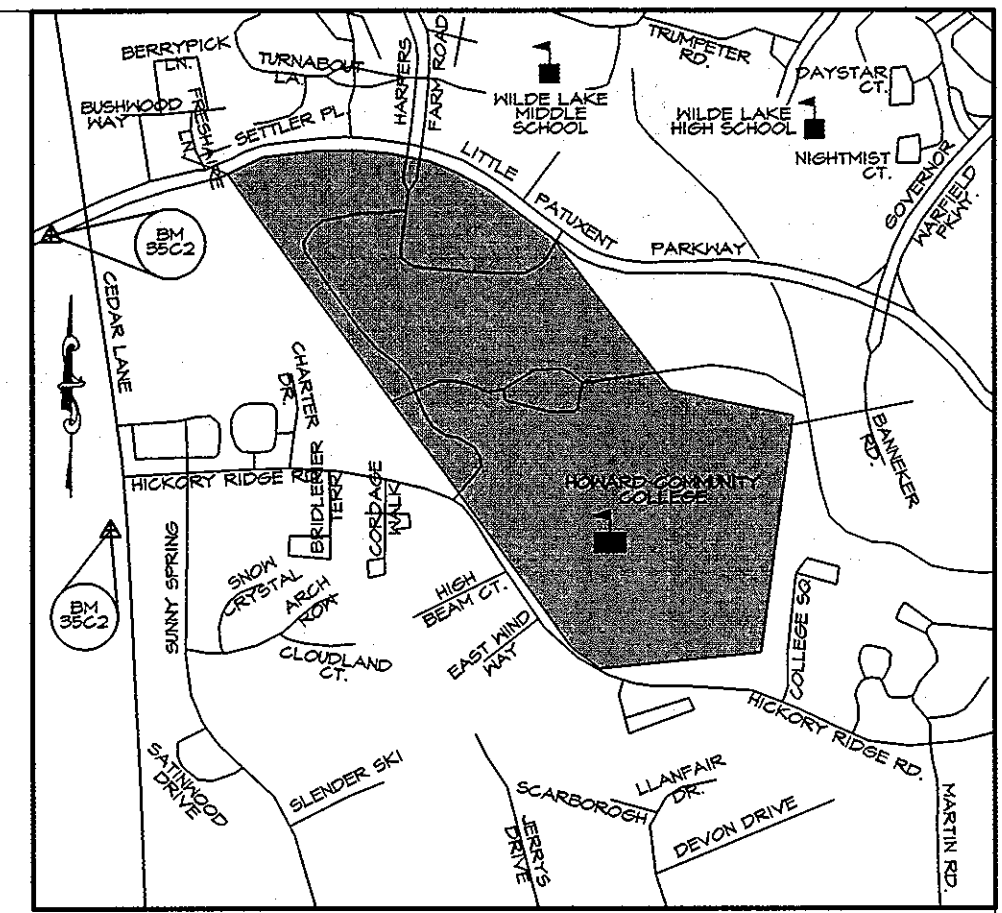 BERRYPICK
LN.
TURNABOUT
LA.
BUSHWOOD
WAY
LN.
SETTLER PL.
HARPERS
FARM ROAD
WILDE LAKE
MIDDLE
SCHOOL
TRUMPETER
RD.
DAYSTAR
CT.
WILDE LAKE
HIGH SCHOOL
NIGHTMIST
CT.
GOVERNOR
WARFIELD
PKWY.
LITTLE
PATUXENT
PARKWAY
BM
35C2
CEDAR LANE
CHARTER
DR.
HICKORY RIDGE RD.
BRIDLERIER
TERR
CORDAGE
WALK
HOWARD COMMUNITY
COLLEGE
BANNEKER
RD.
BM
35C2
SUNNY SPRING
SNOW
CRYSTAL
ARCH
ROW
CLOUDLAND
CT.
HIGH
BEAM CT.
EAST WIND
WAY
COLLEGE SQ.
HICKORY RIDGE RD.
SATINWOOD
DRIVE
SLENDER SKI
JERRYS
DRIVE
SCARBOROGH
LLANFAIR
DR.
DEVON DRIVE
MARTIN RD.